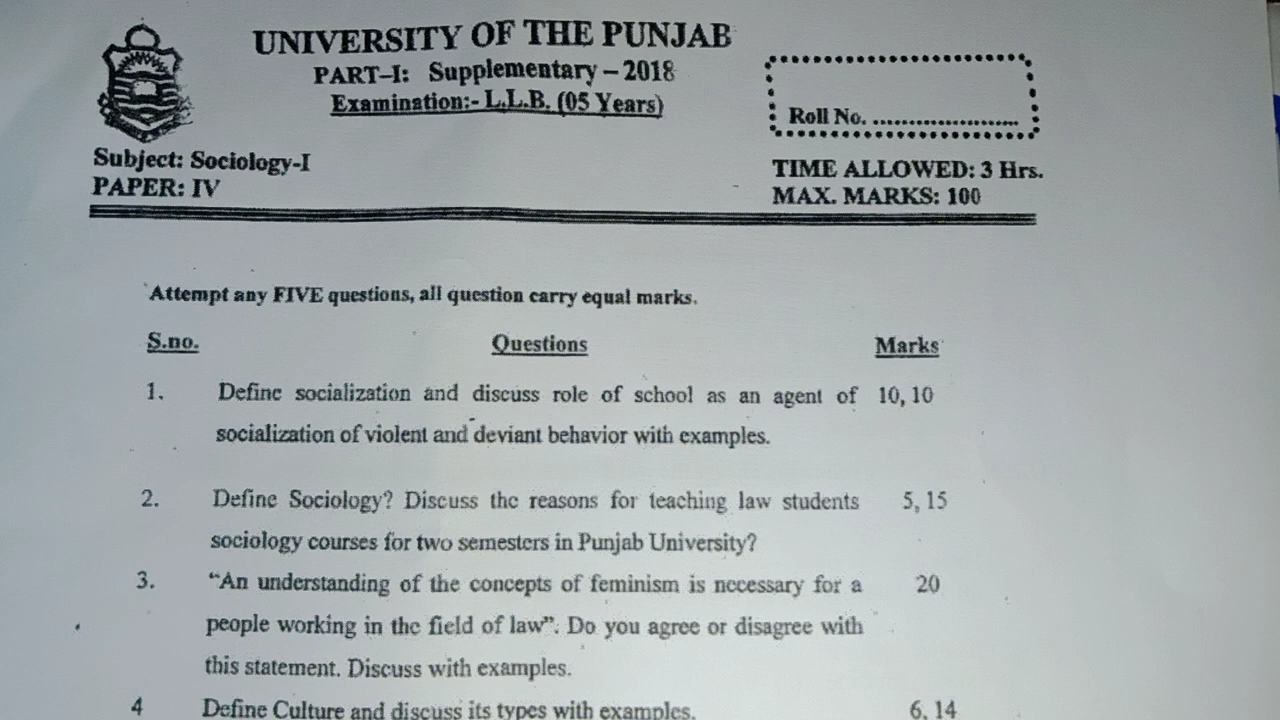 UNIVERSITY OF THE PUNJAB
PART–I: Supplementary – 2018
Examination:- L.L.B. (05 Years)
Roll No. ........................
Subject: Sociology-I
PAPER: IV
TIME ALLOWED: 3 Hrs.
MAX. MARKS: 100
Attempt any FIVE questions, all question carry equal marks.
S.no. Questions Marks
1. Define socialization and discuss role of school as an agent of 10, 10
socialization of violent and deviant behavior with examples.
2. Define Sociology? Discuss the reasons for teaching law students 5, 15
sociology courses for two semesters in Punjab University?
3. “An understanding of the concepts of feminism is necessary for a 20
people working in the field of law”. Do you agree or disagree with
this statement. Discuss with examples.
4 Define Culture and discuss its types with examples. 6, 14